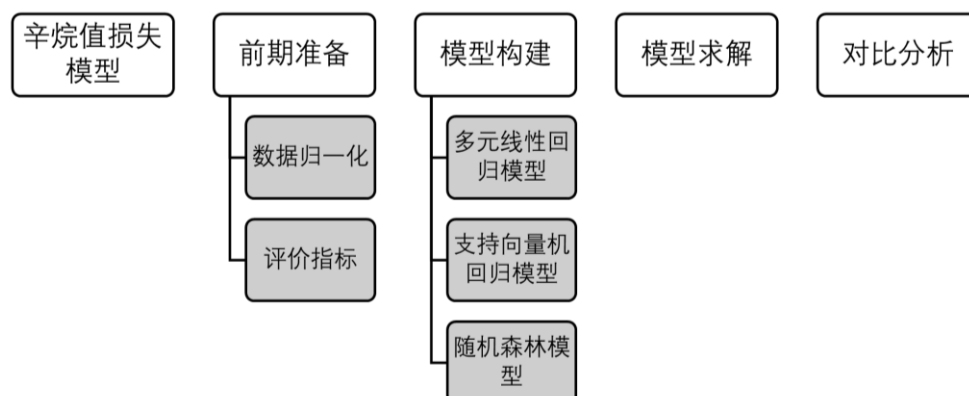 辛烷值损失
模型
前期准备
模型构建
模型求解
对比分析
数据归一化
评价指标
多元线性回
归模型
支持向量机
回归模型
随机森林模
型